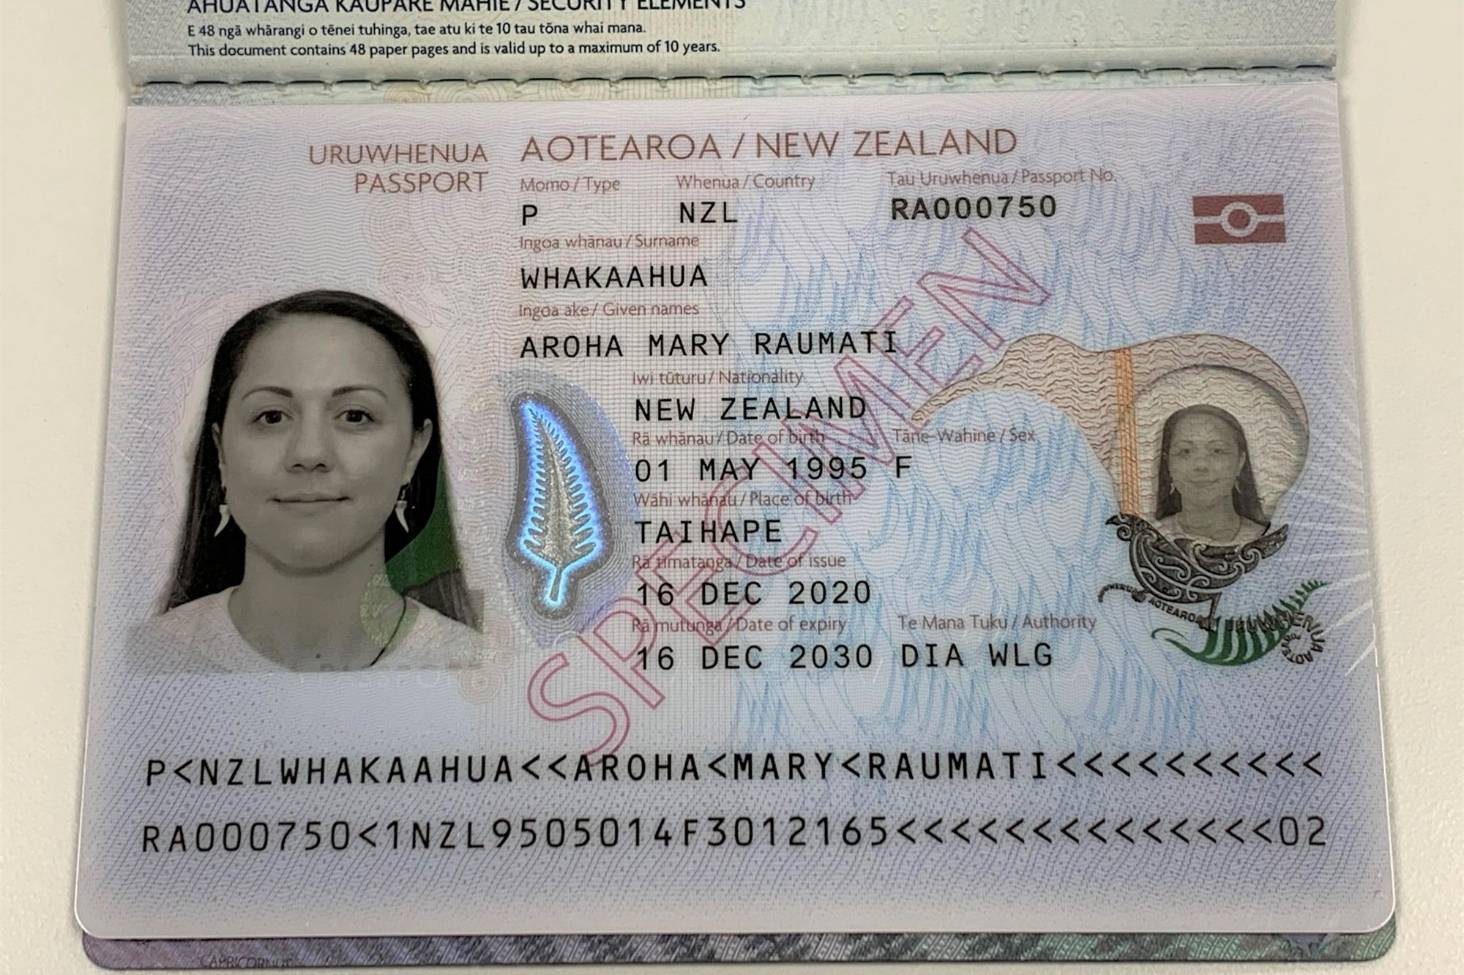 AHUATANGA KAUPARE MAHIE / SECURITY ELEMENTS
E 48 ngā whārangi o tēnei tuhinga, tae atu ki te 10 tau tōna whai mana.
This document contains 48 paper pages and is valid up to a maximum of 10 years.
URUWHENUA AOTEAROA / NEW ZEALAND
PASSPORT
Momo / Type Whenua / Country Tau Uruwhenua / Passport No.
P NZL RA000750
Ingoa whānau / Surname
WHAKAAHUA
Ingoa ake / Given names
AROHA MARY RAUMATI
Iwi tūturu / Nationality
NEW ZEALAND
Rā whānau / Date of birth Tāne-Wahine / Sex
01 MAY 1995 F
Wāhi whānau / Place of birth
TAIHAPE
Rā tīmatanga / Date of issue
16 DEC 2020
Rā mutunga / Date of expiry Te Mana Tuku / Authority
16 DEC 2030 DIA WLG
SPECIMEN
P<NZLWHAKAAHUA<<AROHA<MARY<RAUMATI<<<<<<<<<<
RA000750<1NZL9505014F3012165<<<<<<<<<<<<<<02
CAPRICORNUS